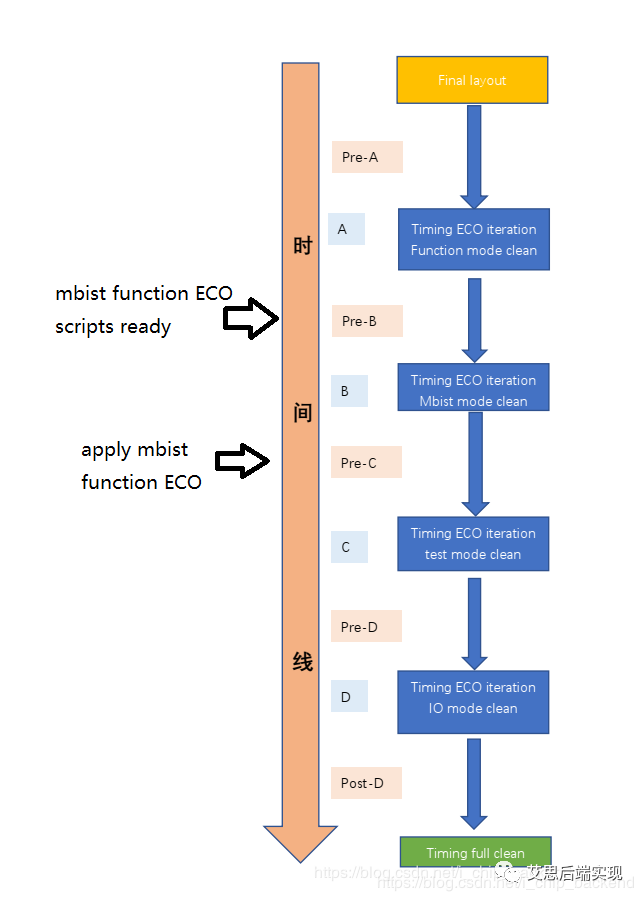 Final layout
Pre-A
时
A
Timing ECO iteration
Function mode clean
mbist function ECO
scripts ready
Pre-B
间
B
Timing ECO iteration
Mbist mode clean
apply mbist
function ECO
Pre-C
C
Timing ECO iteration
test mode clean
Pre-D
线
D
Timing ECO iteration
IO mode clean
Post-D
Timing full clean
艾思后端实现
https://blog.csdn.net/i_chip_backend